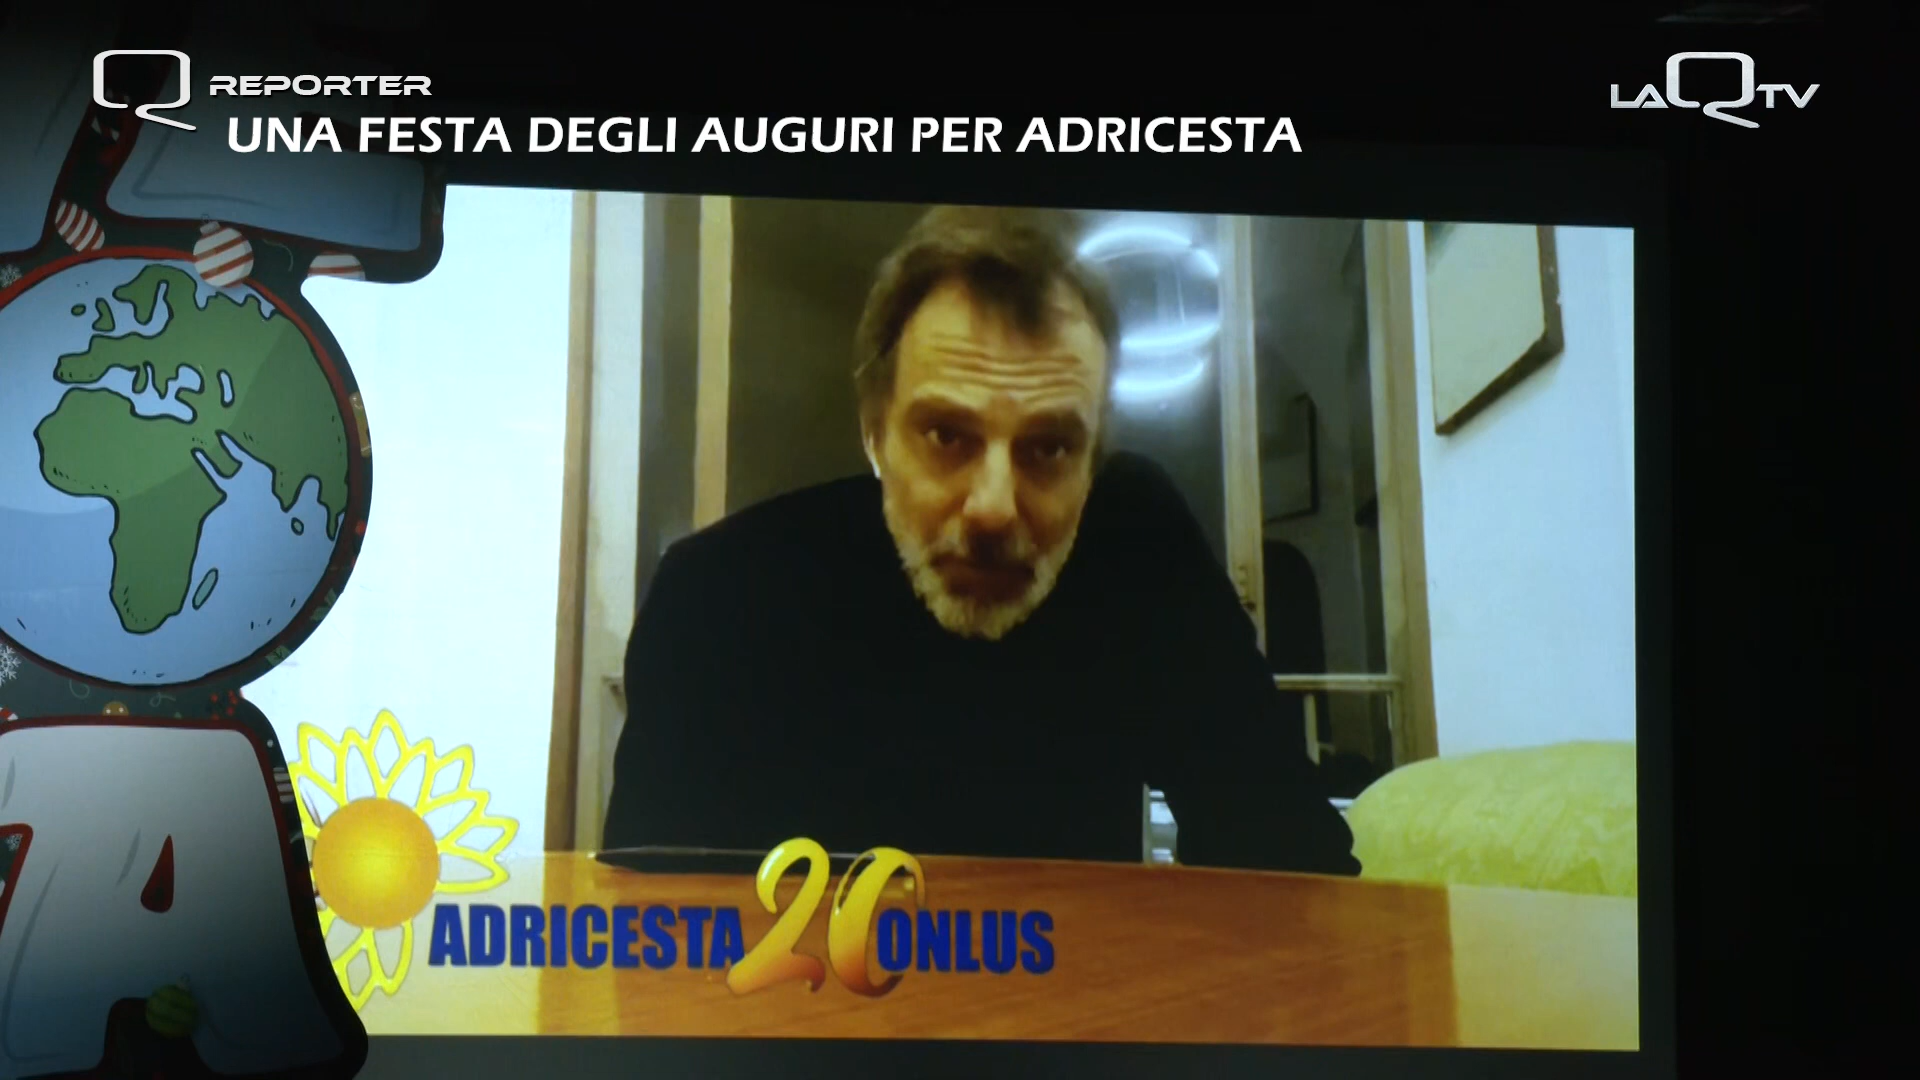 Q REPORTER
UNA FESTA DEGLI AUGURI PER ADRICESTA
LAQTV
ADRICESTA 20 ONLUS
A